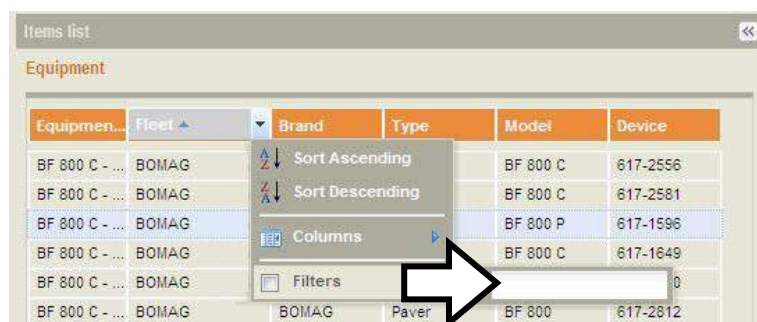 Items list
Equipment
Equipmen... Fleet Brand Type Model Device
BF 800 C - ... BOMAG BF 800 C 617-2556
BF 800 C - ... BOMAG BF 800 C 617-2581
BF 800 C - ... BOMAG BF 800 P 617-1596
BF 800 C - ... BOMAG BF 800 C 617-1649
BF 800 C - ... BOMAG 0
BF 800 C - ... BOMAG BOMAG Paver BF 800 617-2812
Sort Ascending
Sort Descending
Columns
Filters